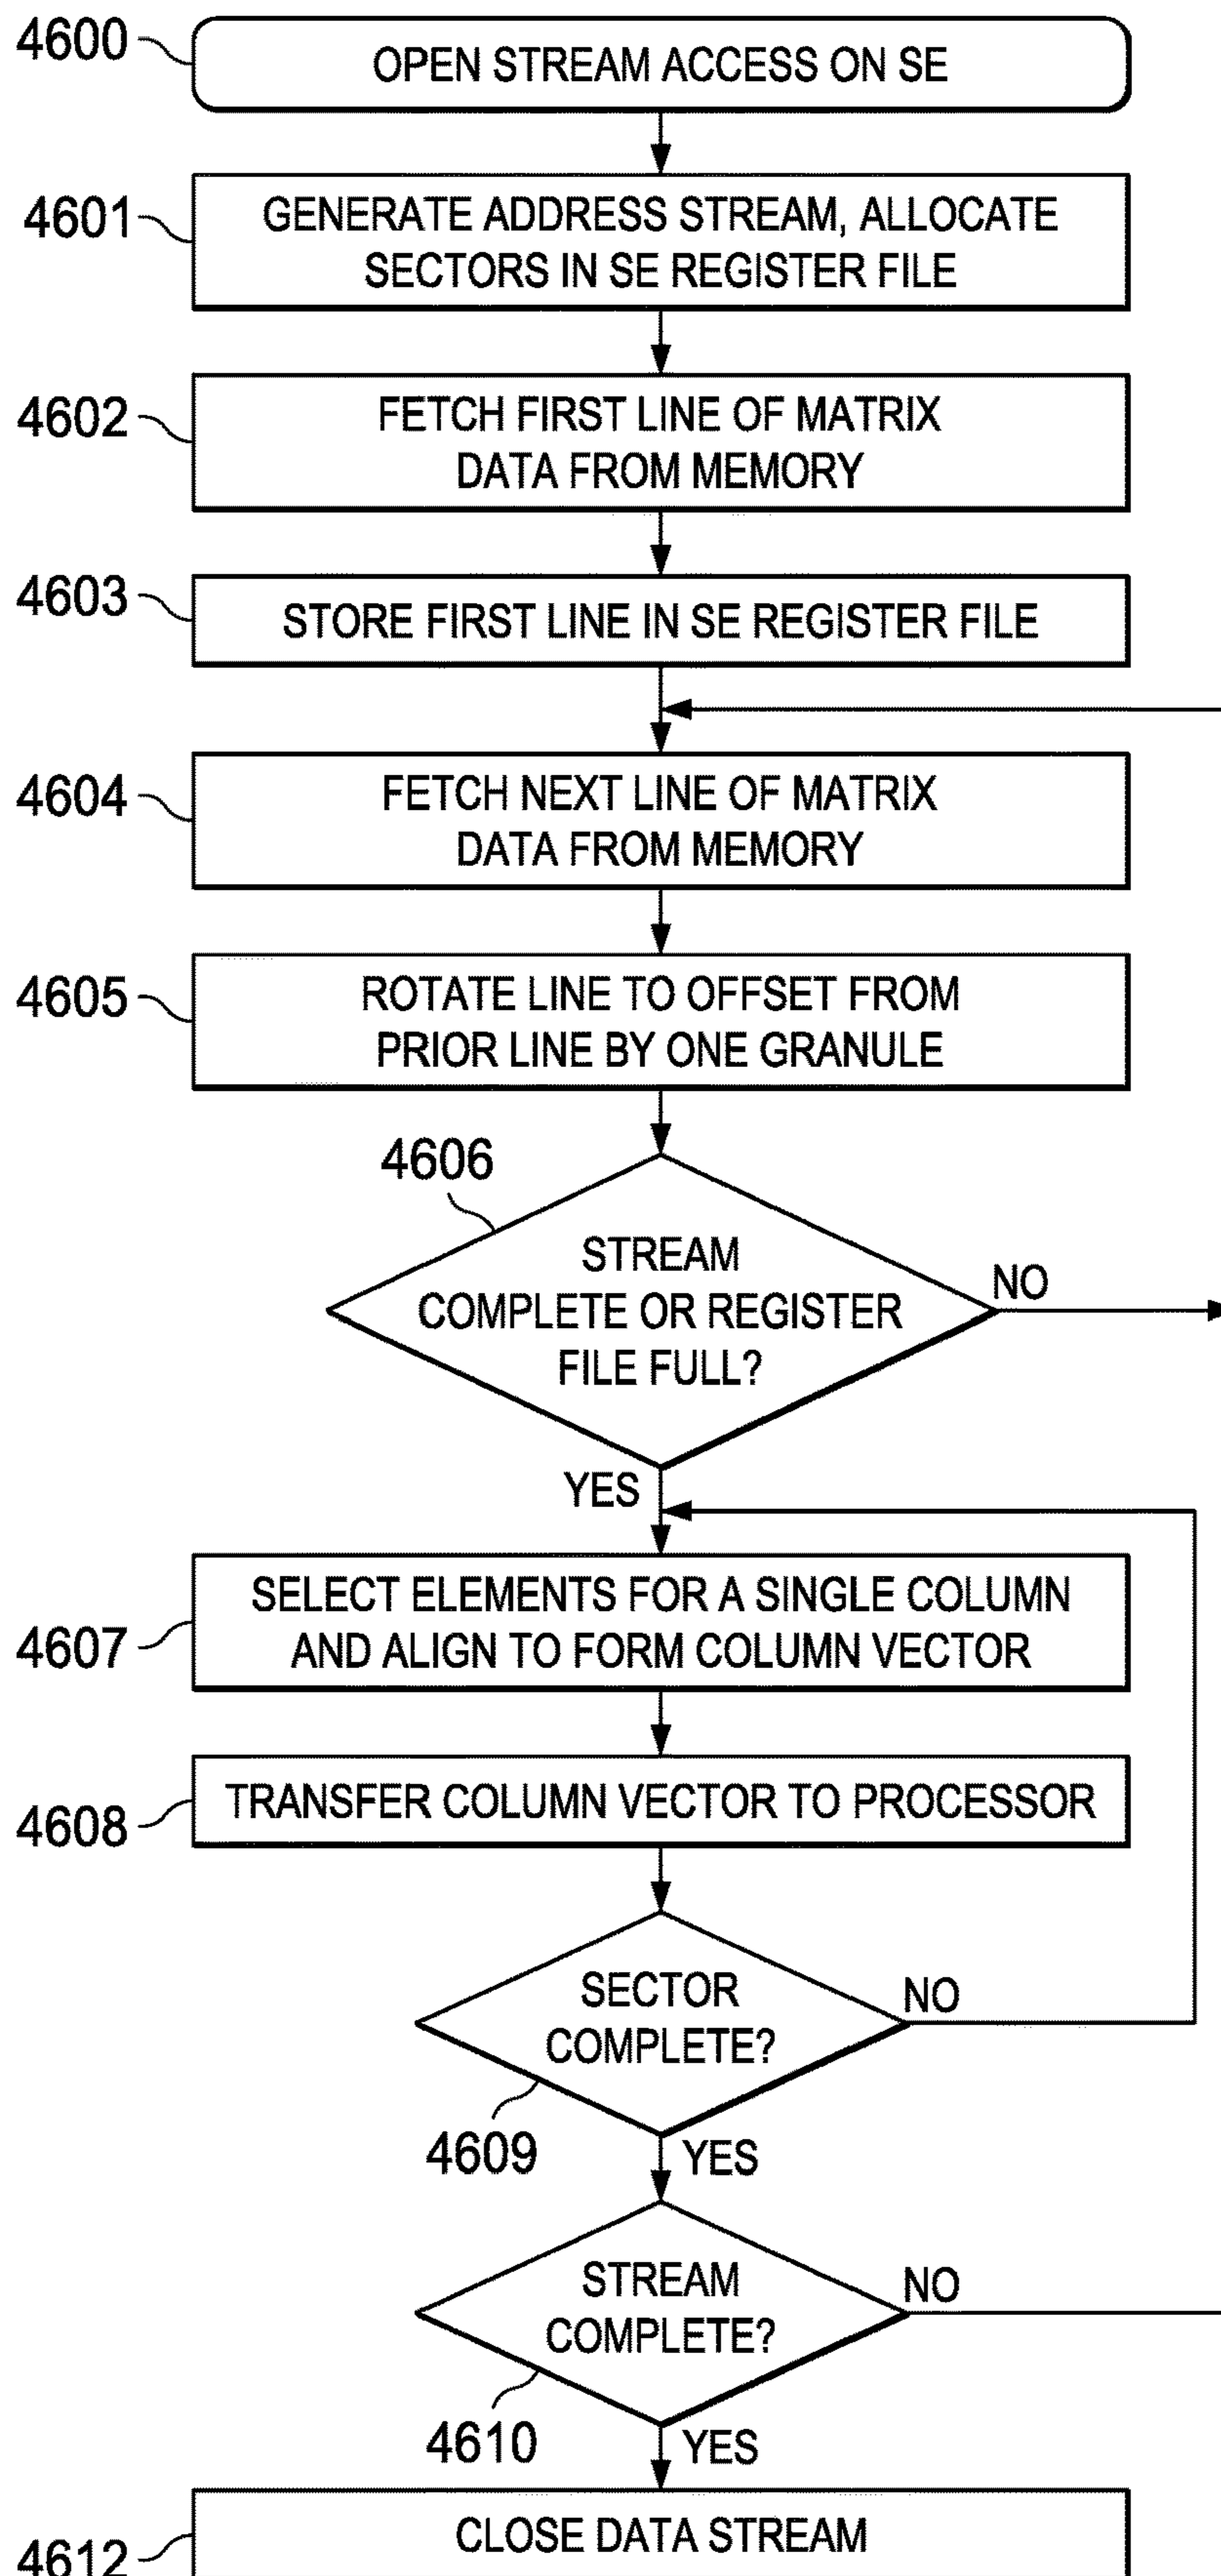 4600
OPEN STREAM ACCESS ON SE
4601
GENERATE ADDRESS STREAM, ALLOCATE
SECTORS IN SE REGISTER FILE
4602
FETCH FIRST LINE OF MATRIX
DATA FROM MEMORY
4603
STORE FIRST LINE IN SE REGISTER FILE
4604
FETCH NEXT LINE OF MATRIX
DATA FROM MEMORY
4605
ROTATE LINE TO OFFSET FROM
PRIOR LINE BY ONE GRANULE
4606
STREAM
COMPLETE OR REGISTER
FILE FULL?
NO
YES
4607
SELECT ELEMENTS FOR A SINGLE COLUMN
AND ALIGN TO FORM COLUMN VECTOR
4608
TRANSFER COLUMN VECTOR TO PROCESSOR
SECTOR
COMPLETE?
NO
4609
YES
STREAM
COMPLETE?
NO
4610
YES
4612
CLOSE DATA STREAM